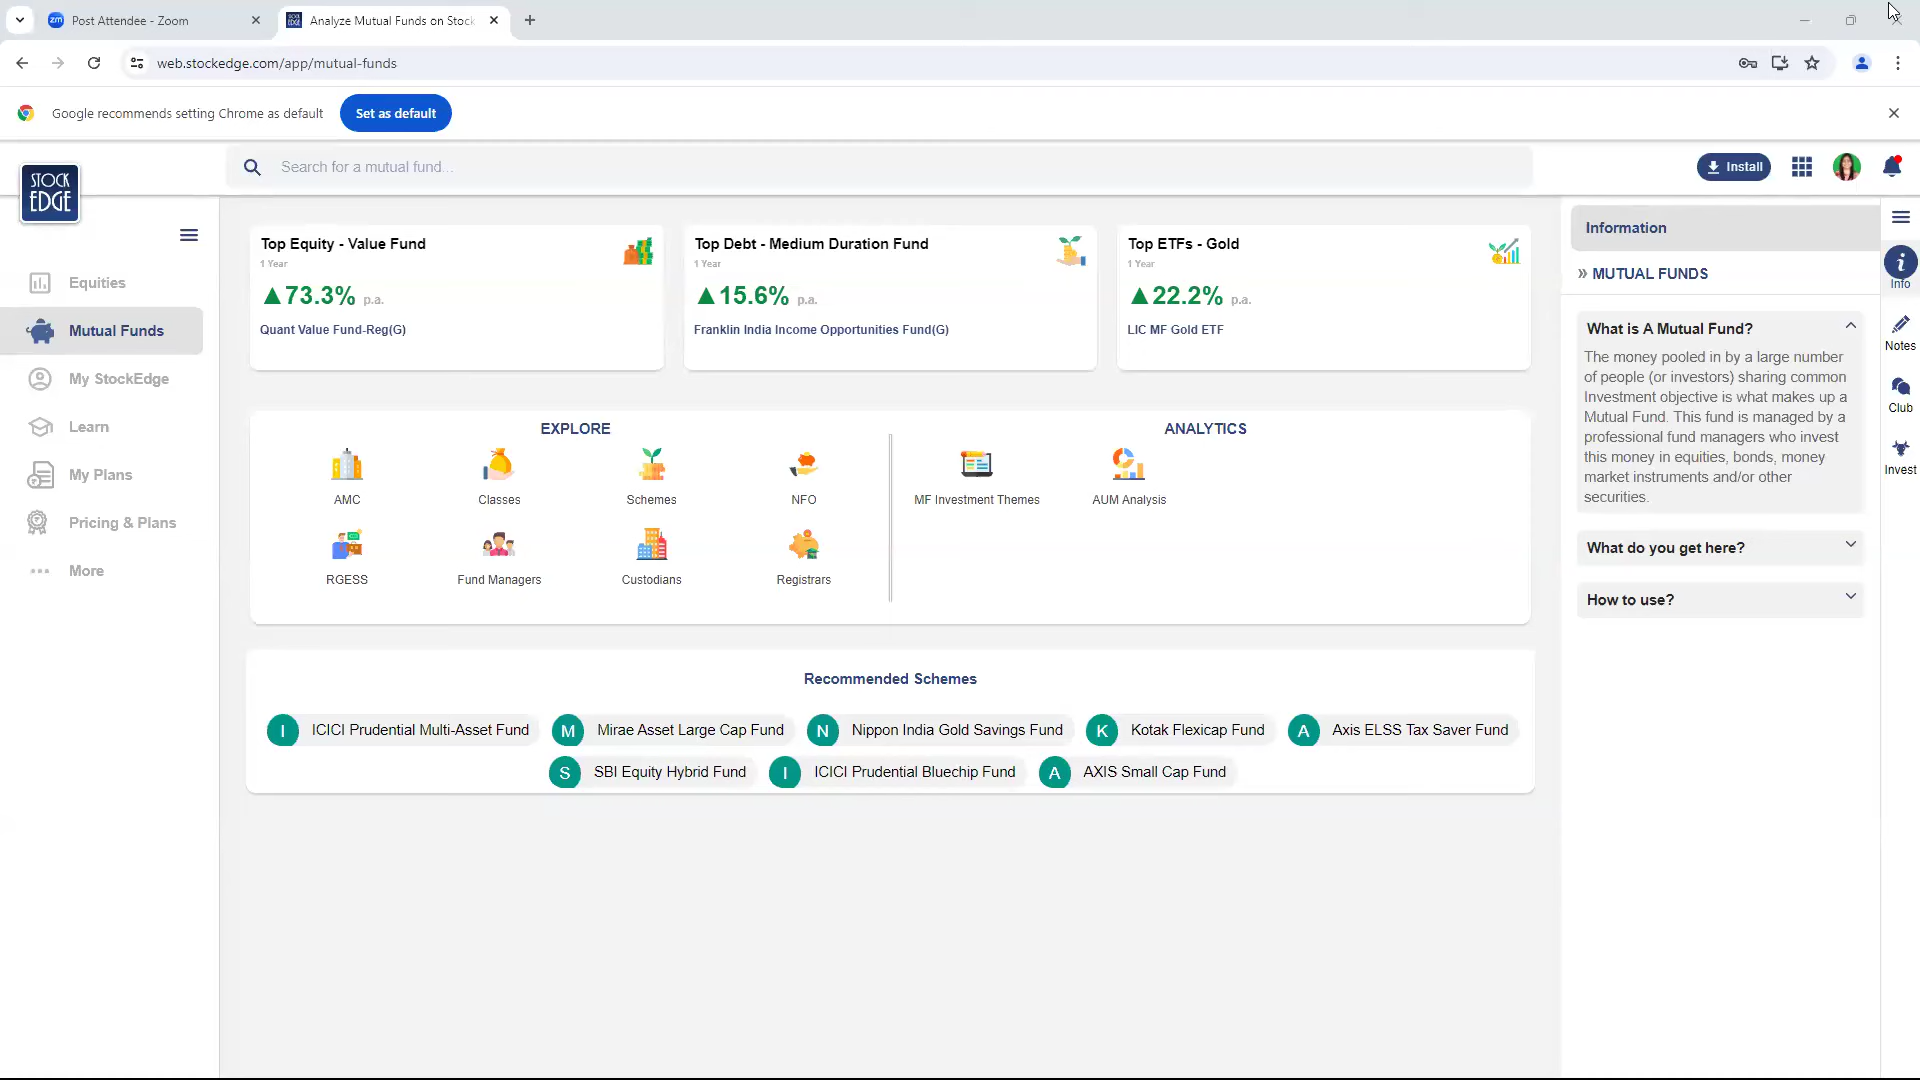 Post Attendee - Zoom
Analyze Mutual Funds on Stock
web.stockedge.com/app/mutual-funds
Google recommends setting Chrome as default
Set as default
STOCK
EDGE
Search for a mutual fund...
Install
Equities
Mutual Funds
My StockEdge
Learn
My Plans
Pricing & Plans
More
Top Equity - Value Fund
1 Year
73.3% p.a.
Quant Value Fund-Reg(G)
Top Debt - Medium Duration Fund
1 Year
15.6% p.a.
Franklin India Income Opportunities Fund(G)
Top ETFs - Gold
1 Year
22.2% p.a.
LIC MF Gold ETF
EXPLORE
AMC
Classes
Schemes
NFO
RGESS
Fund Managers
Custodians
Registrars
ANALYTICS
MF Investment Themes
AUM Analysis
Recommended Schemes
I ICICI Prudential Multi-Asset Fund
M Mirae Asset Large Cap Fund
N Nippon India Gold Savings Fund
K Kotak Flexicap Fund
A Axis ELSS Tax Saver Fund
S SBI Equity Hybrid Fund
I ICICI Prudential Bluechip Fund
A AXIS Small Cap Fund
Information
» MUTUAL FUNDS
What is A Mutual Fund?
The money pooled in by a large number
of people (or investors) sharing common
Investment objective is what makes up a
Mutual Fund. This fund is managed by a
professional fund managers who invest
this money in equities, bonds, money
market instruments and/or other
securities.
What do you get here?
How to use?
Info
Notes
Club
Invest